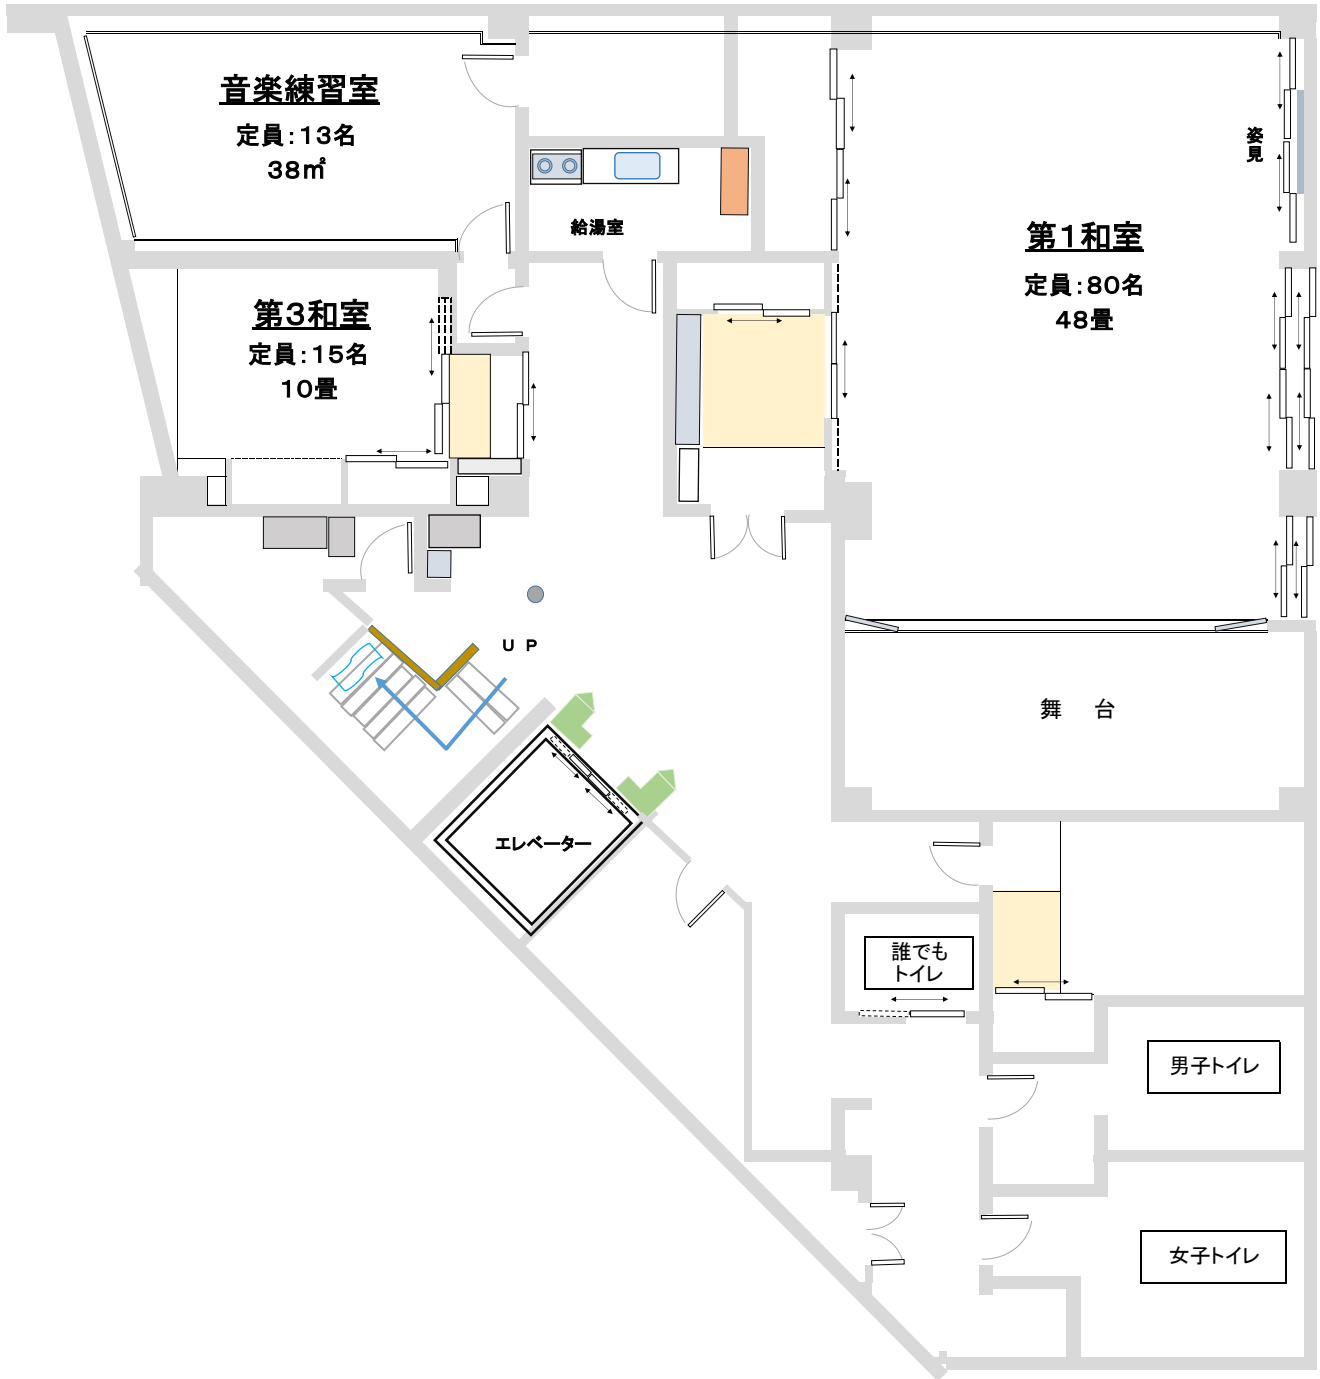 音楽練習室
定員：13名
38㎡
姿見
給湯室
第1和室
定員：80名
48畳
第3和室
定員：15名
10畳
ＵＰ
舞　台
エレベーター
誰でも
トイレ
男子トイレ
女子トイレ